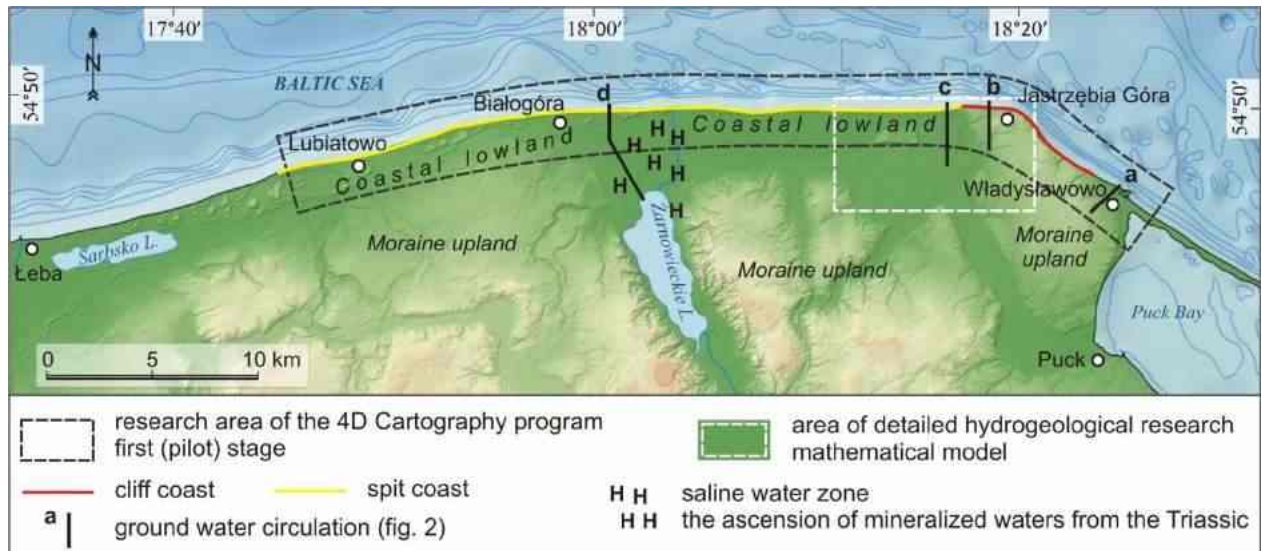 17°40′ 18°00′ 18°20′
N
54°50′
54°50′
BALTIC SEA
Białogóra
d
c
b
Jastrzębia Góra
Lubiatowo
Coastal lowland
Coastal lowland
H H
H H
H
H H
H
Władysławowo
a
Sarbsko L.
Łeba
Moraine upland
Żarnowieckie L.
Moraine upland
Moraine
upland
Puck Bay
Puck
0 5 10 km
research area of the 4D Cartography program
first (pilot) stage
area of detailed hydrogeological research
mathematical model
cliff coast
spit coast
H H saline water zone
a ground water circulation (fig. 2)
H H the ascension of mineralized waters from the Triassic